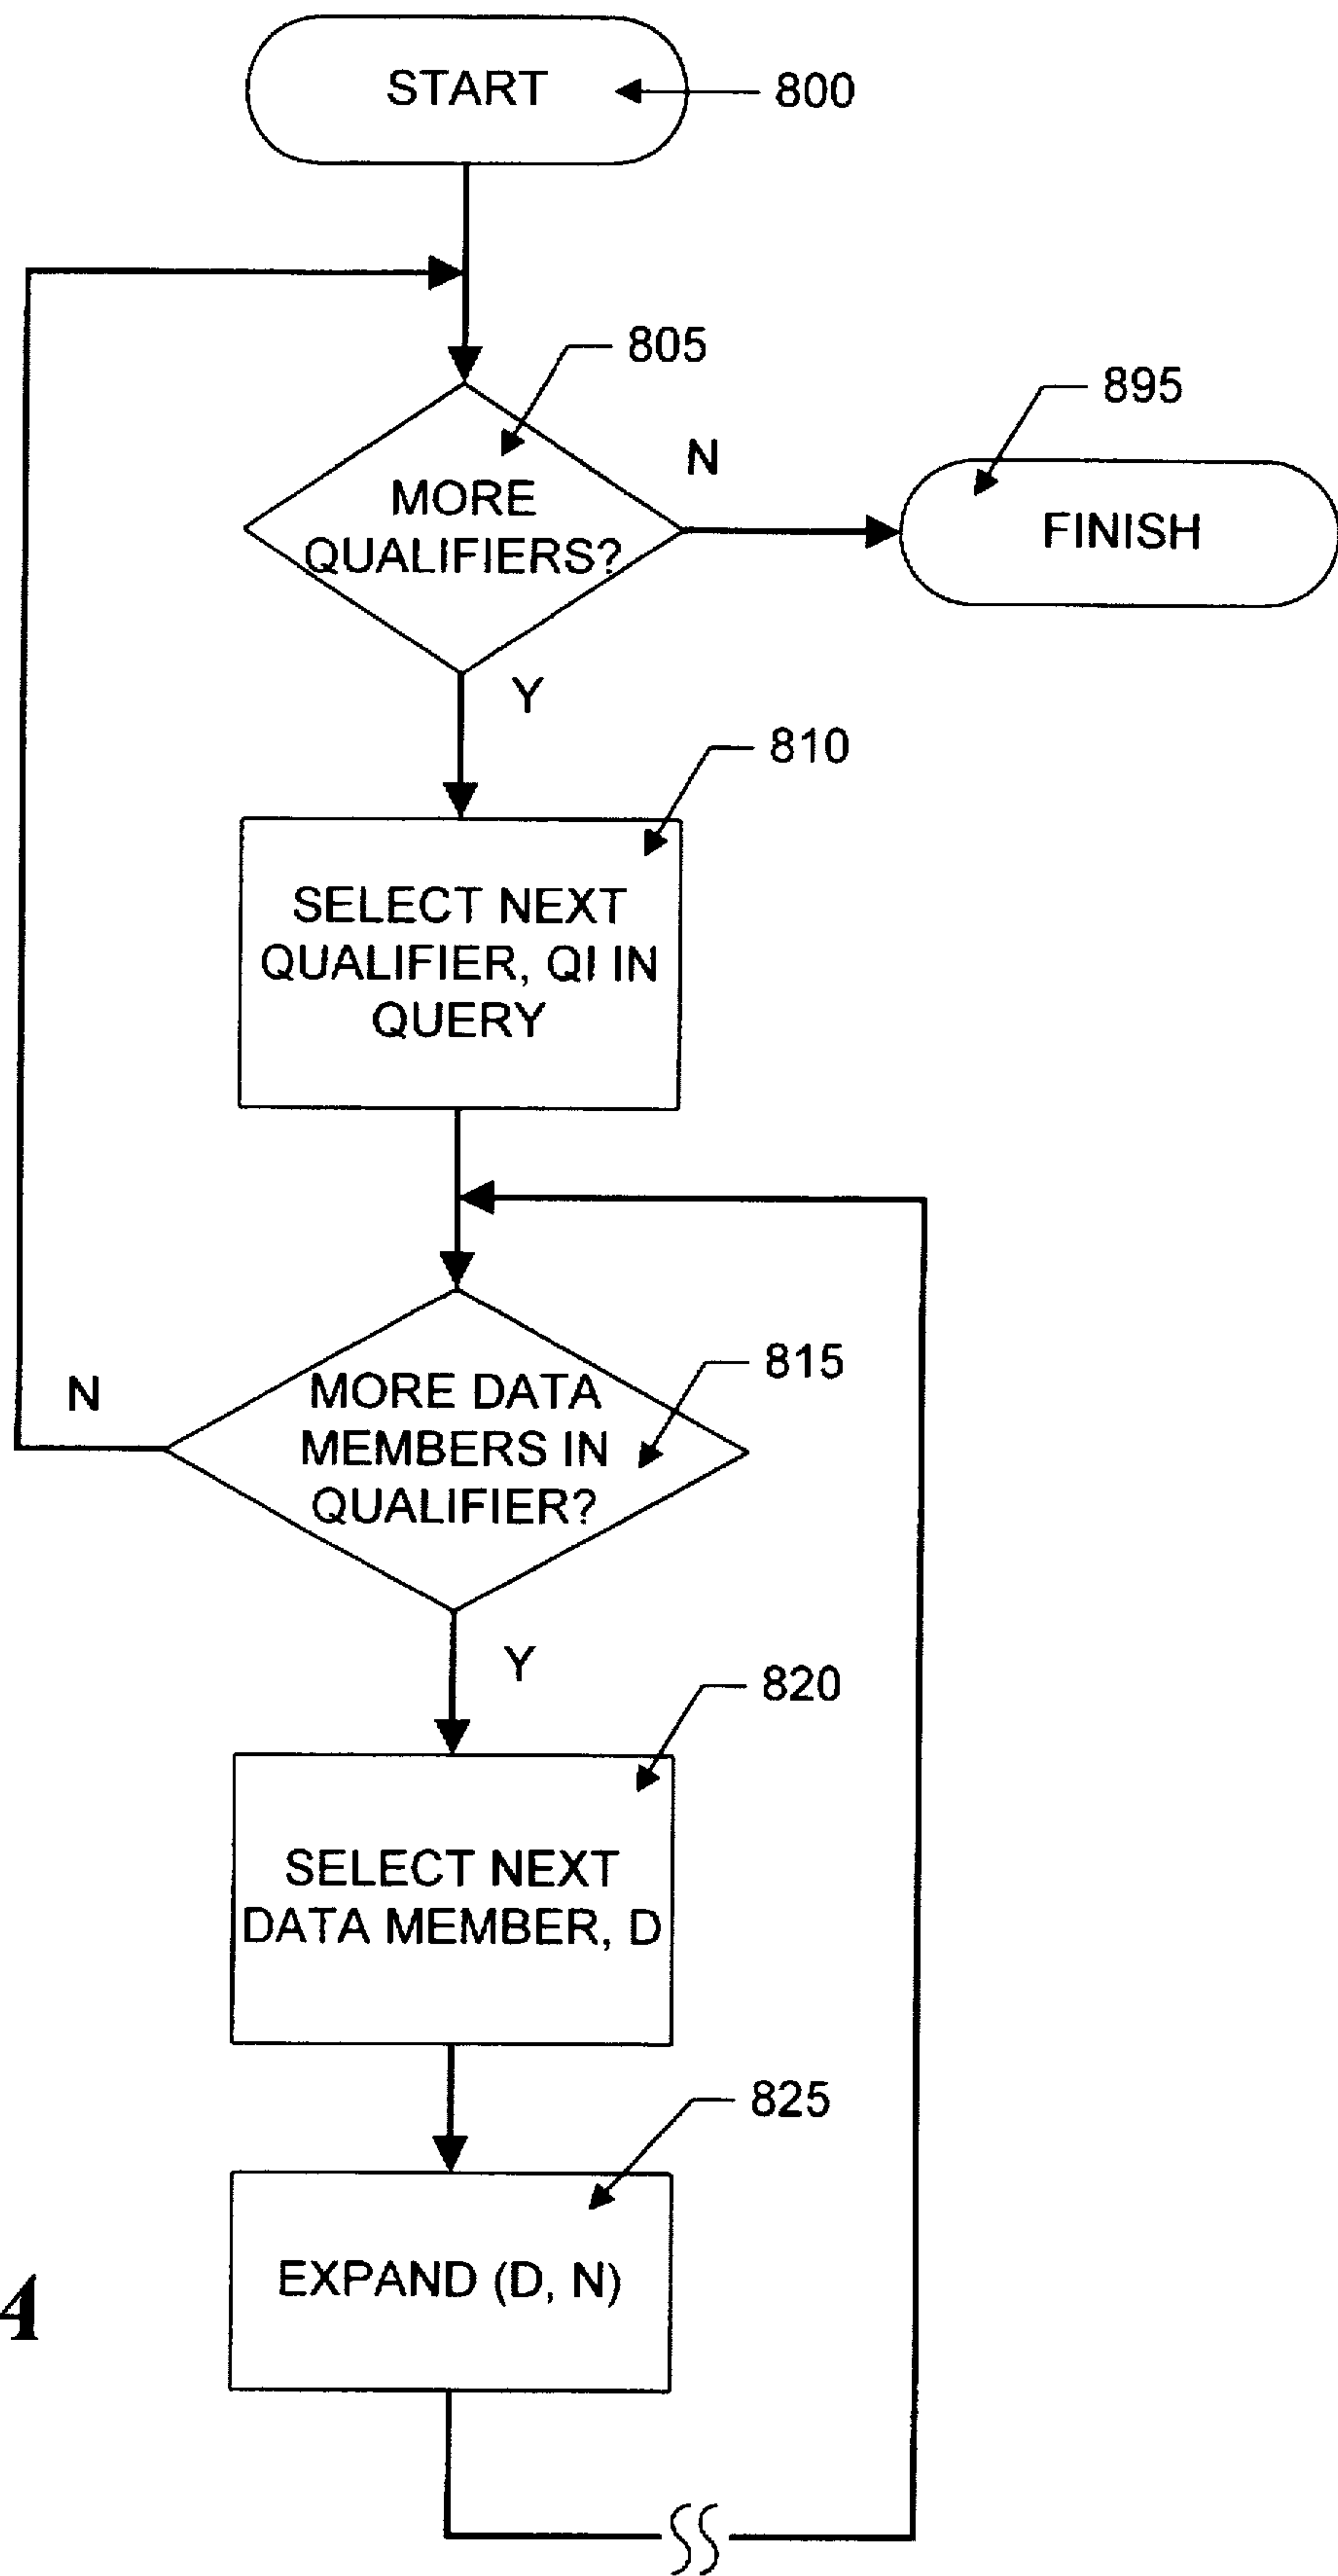 START
800
805
895
N
MORE
QUALIFIERS?
FINISH
Y
810
SELECT NEXT
QUALIFIER, QI IN
QUERY
815
N
MORE DATA
MEMBERS IN
QUALIFIER?
Y
820
SELECT NEXT
DATA MEMBER, D
825
EXPAND (D, N)
4